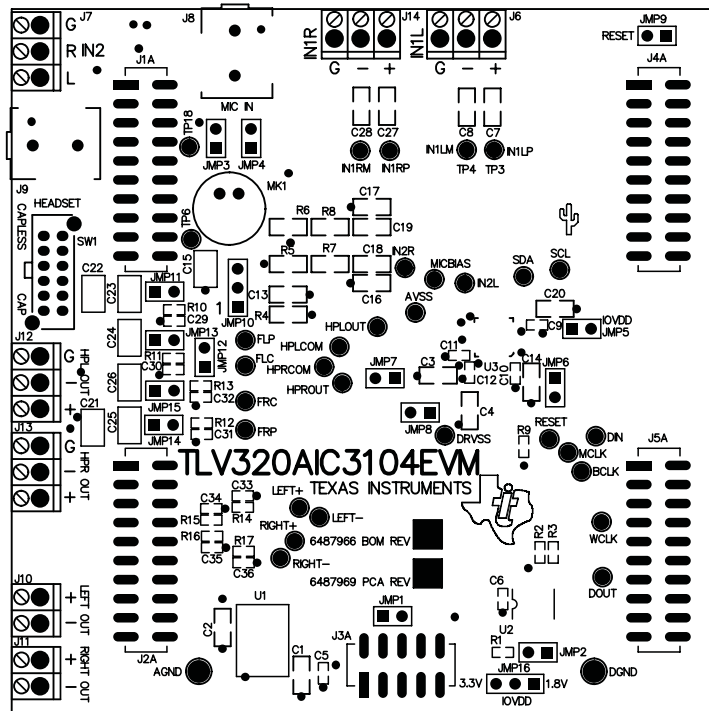 J7
G
R IN2
L
J8
MIC IN
J14
IN1R
G − +
J6
IN1L
G − +
JMP9
RESET
J1A
J4A
TP18
JMP3
JMP4
C28
C27
IN1RM
IN1RP
C8
C7
IN1LM
IN1LP
TP4
TP3
J9
HEADSET
CAPLESS
SW1
CAP
MK1
TP6
C17
R6
R8
C19
R5
R7
C18
C16
C15
C13
R4
1
JMP10
IN2R
MICBIAS
IN2L
AVSS
SDA
SCL
C20
C9
IOVDD
JMP5
C22
C23
JMP11
R10
C29
C24
JMP13
R11
C30
JMP12
FLP
FLC
HPLOUT
HPLCOM
HPRCOM
HPROUT
JMP7
C3
C11
U3
C12
C10
C14
JMP6
J12
G
−
+
HPL OUT
C26
R13
C32
FRC
JMP15
C21
C25
R12
C31
FRP
JMP14
JMP8
C4
DRVSS
R9
RESET
DIN
MCLK
BCLK
J13
G
−
+
HPR OUT
TLV320AIC3104EVM
TEXAS INSTRUMENTS
J5A
C34
C33
R15
R14
LEFT+
LEFT−
R16
R17
RIGHT+
C35
C36
RIGHT−
6487966 BOM REV
6487969 PCA REV
R2
R3
WCLK
DOUT
J10
+
−
LEFT OUT
J11
+
−
RIGHT OUT
C2
U1
JMP1
C6
U2
R1
JMP2
J2A
AGND
C1
C5
J3A
JMP16
3.3V
1.8V
IOVDD
DGND